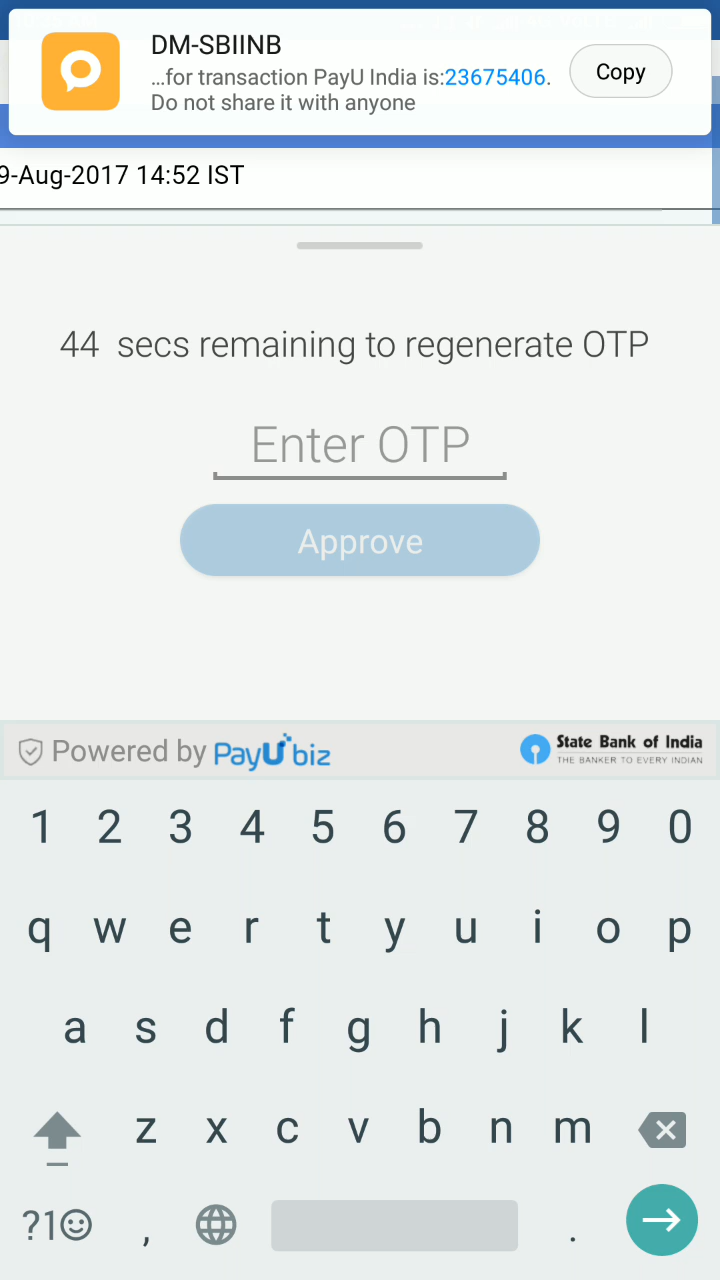 DM-SBIINB
...for transaction PayU India is:23675406.
Do not share it with anyone
Copy
9-Aug-2017 14:52 IST
44 secs remaining to regenerate OTP
Enter OTP
Approve
Powered by PayU biz
State Bank of India
THE BANKER TO EVERY INDIAN
1 2 3 4 5 6 7 8 9 0
q w e r t y u i o p
a s d f g h j k l
z x c v b n m
?1☺ , .